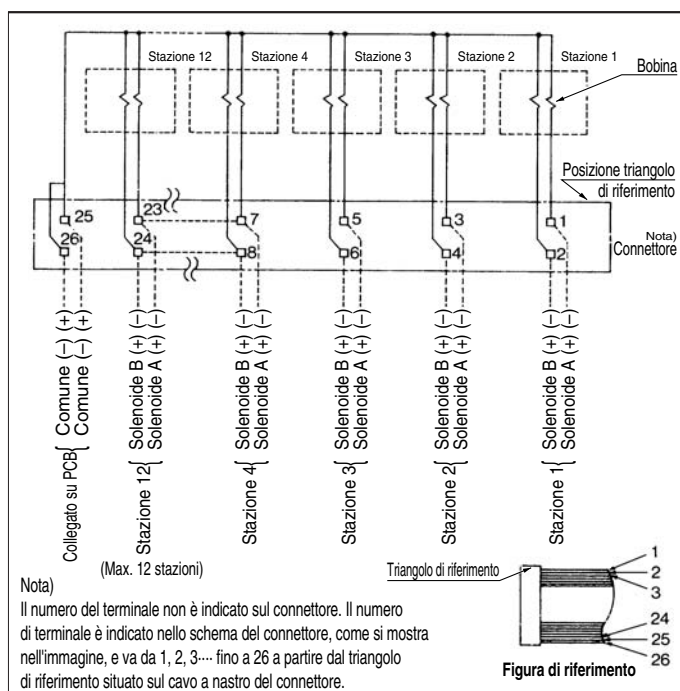 Stazione 12
Stazione 4
Stazione 3
Stazione 2
Stazione 1
Bobina
Posizione triangolo
di riferimento
Nota)
Connettore
25
23
7
5
3
1
26
24
8
6
4
2
Collegato su PCB
Comune (–) (+)
Comune (–) (+)
Stazione 12
Solenoide B (+) (–)
Solenoide A (+) (–)
Stazione 4
Solenoide B (+) (–)
Solenoide A (+) (–)
Stazione 3
Solenoide B (+) (–)
Solenoide A (+) (–)
Stazione 2
Solenoide B (+) (–)
Solenoide A (+) (–)
Stazione 1
Solenoide B (+) (–)
Solenoide A (+) (–)
(Max. 12 stazioni)
Nota)
Il numero del terminale non è indicato sul connettore. Il numero
di terminale è indicato nello schema del connettore, come si mostra
nell'immagine, e va da 1, 2, 3···· fino a 26 a partire dal triangolo
di riferimento situato sul cavo a nastro del connettore.
Triangolo di riferimento
1
2
3
24
25
26
Figura di riferimento